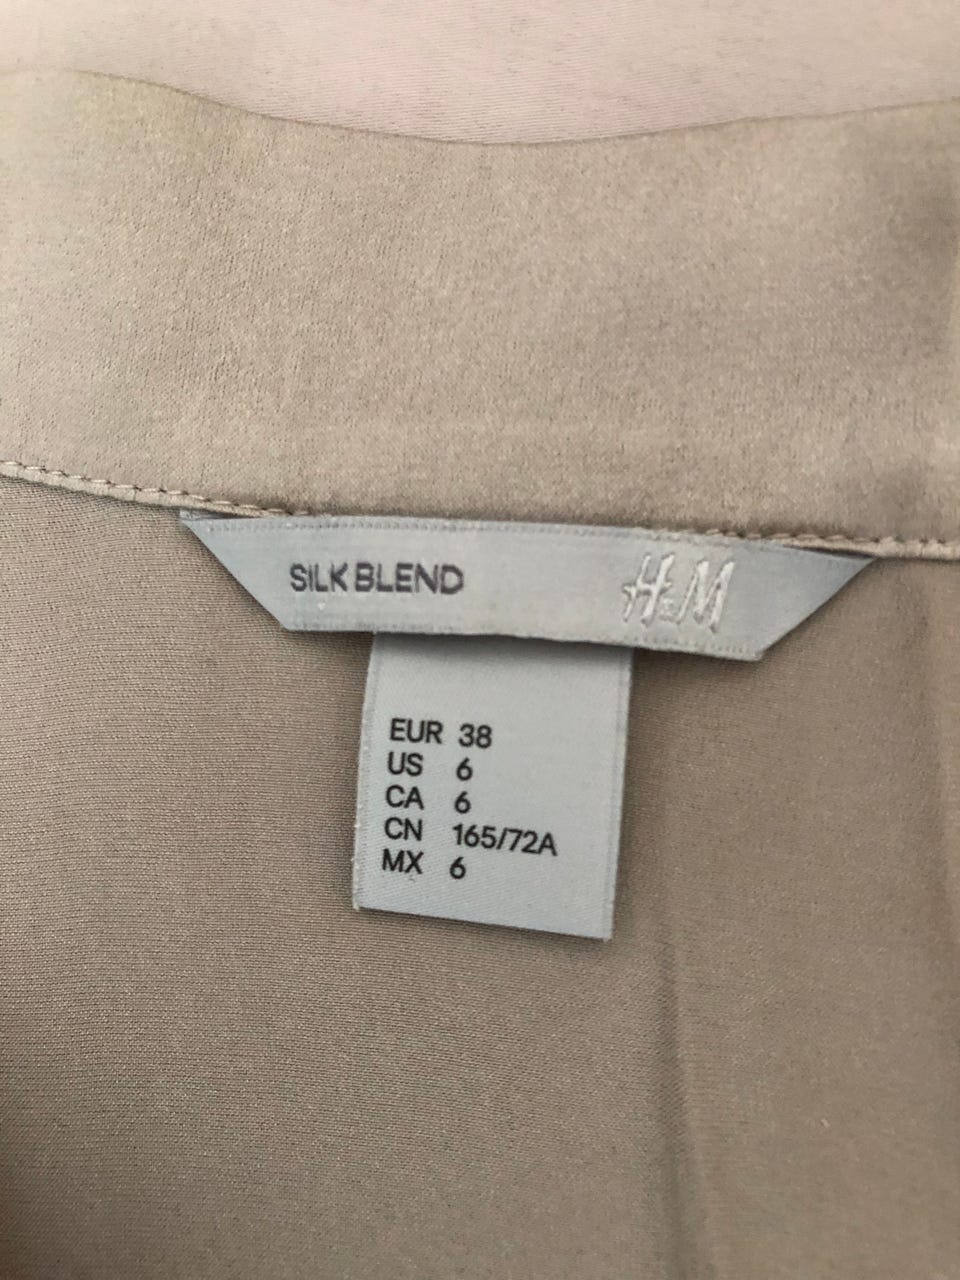 SILK BLEND H&M
EUR 38
US 6
CA 6
CN 165/72A
MX 6